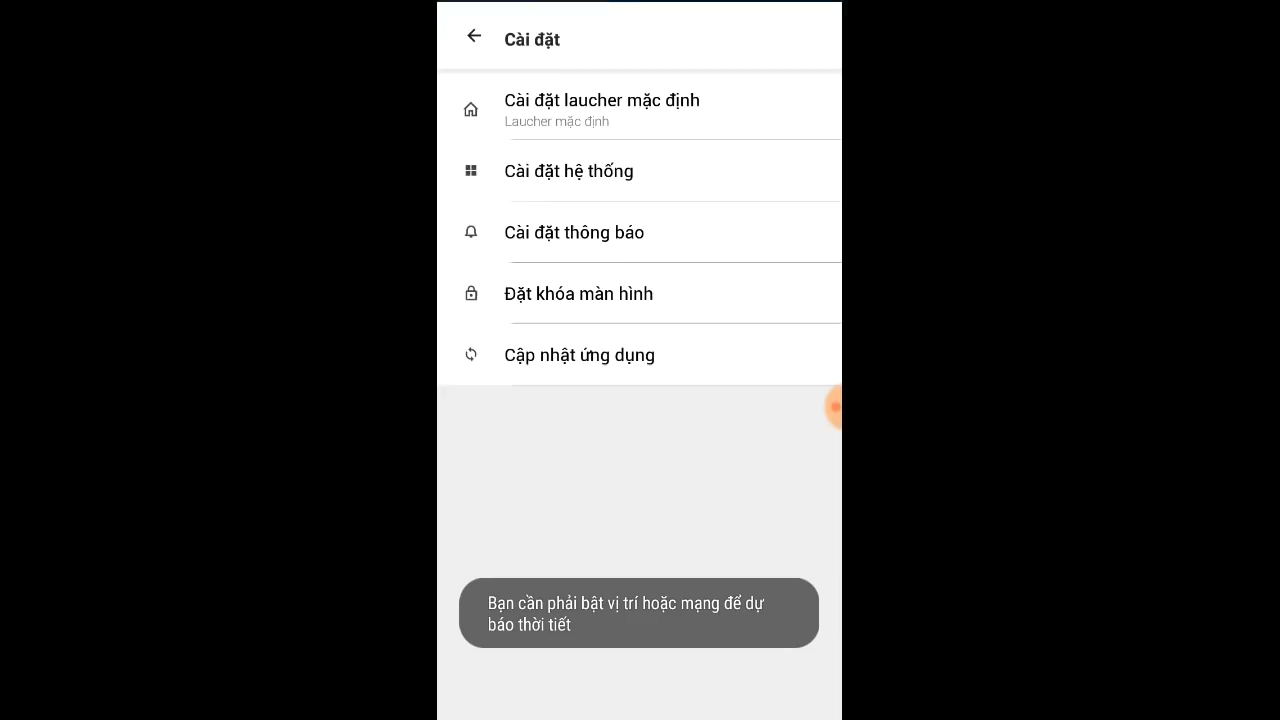 Cài đặt
Cài đặt laucher mặc định
Laucher mặc định
Cài đặt hệ thống
Cài đặt thông báo
Đặt khóa màn hình
Cập nhật ứng dụng
Bạn cần phải bật vị trí hoặc mạng để dự
báo thời tiết